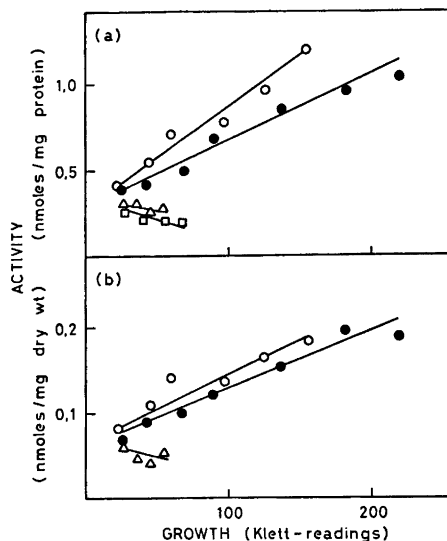 (a)
1,0
0.5
ACTIVITY
(nmoles/mg protein)
(b)
0,2
0,1
(nmoles/mg dry wt)
0
100
200
GROWTH (Klett-readings)